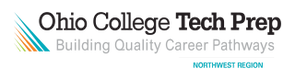 Ohio College Tech Prep
Building Quality Career Pathways
NORTHWEST REGION